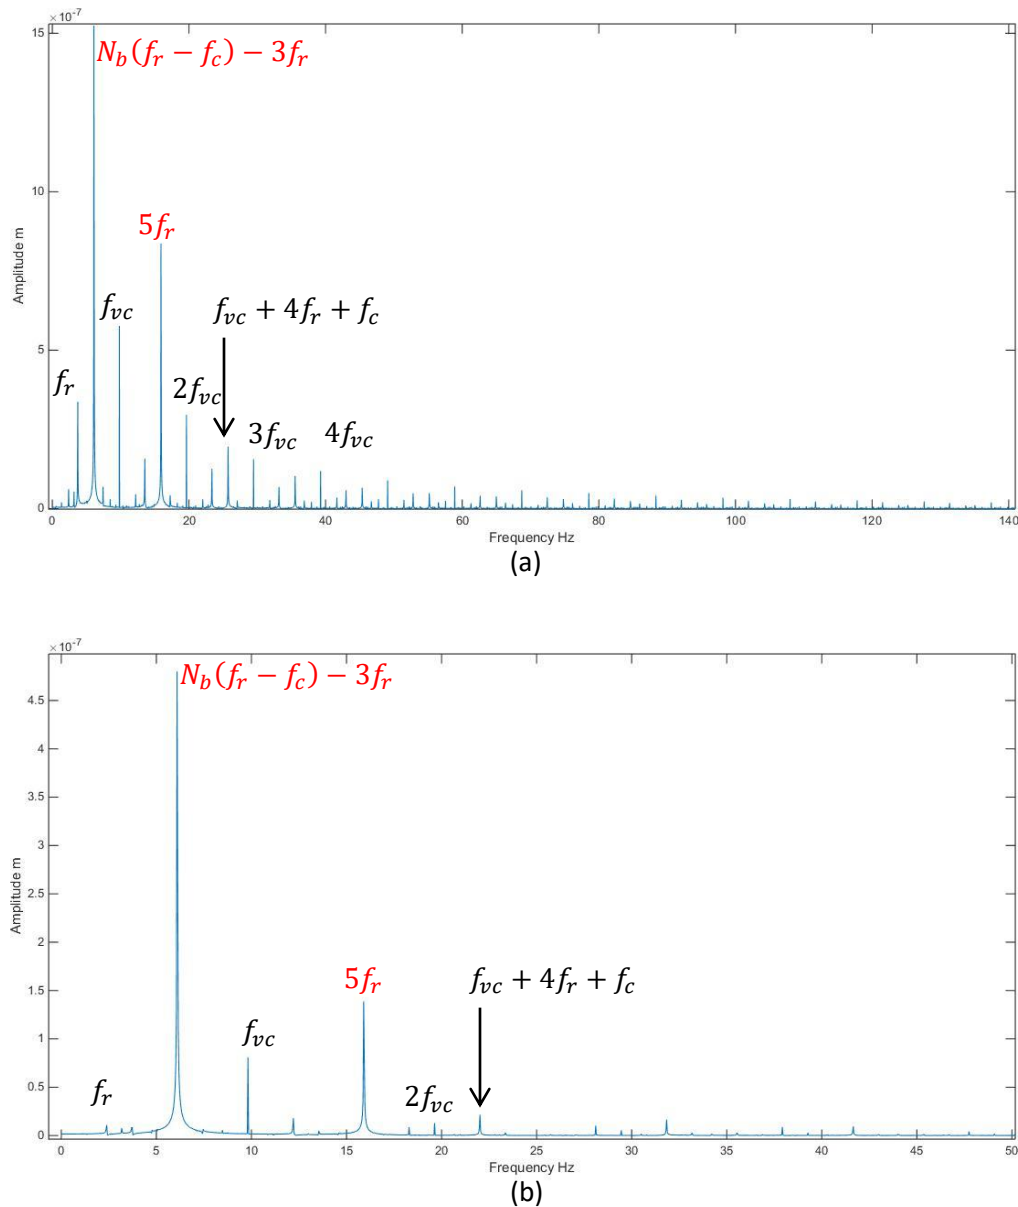 ×10⁻⁷
15
10
5
0
Amplitude m
N_b(f_r − f_c) − 3f_r
5f_r
f_vc
f_vc + 4f_r + f_c
f_r
2f_vc
3f_vc
4f_vc
0 20 40 60 80 100 120 140
Frequency Hz
(a)
×10⁻⁷
4.5
4
3.5
3
2.5
2
1.5
1
0.5
0
Amplitude m
N_b(f_r − f_c) − 3f_r
5f_r
f_vc + 4f_r + f_c
f_vc
f_r
2f_vc
0 5 10 15 20 25 30 35 40 45 50
Frequency Hz
(b)